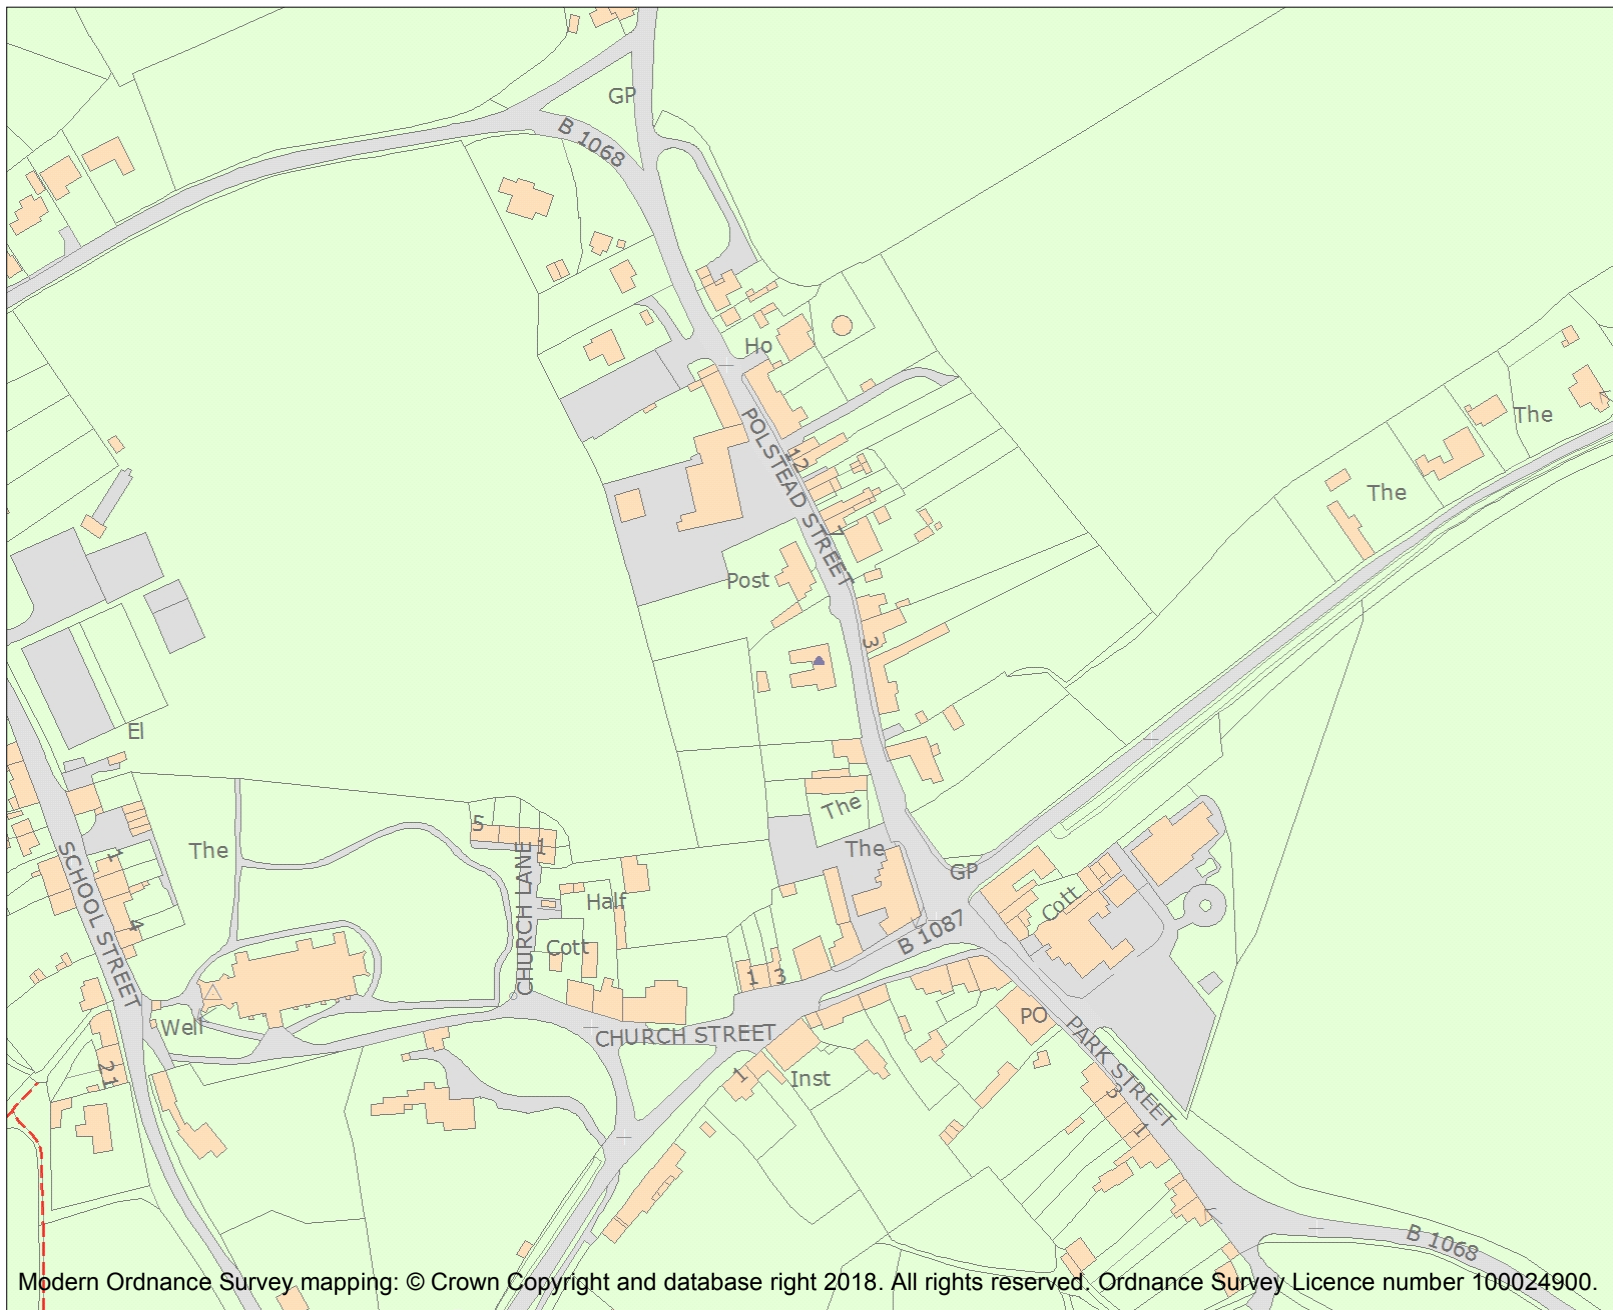 GP
B 1068
Ho
POLSTEAD STREET
12
The
The
7
Post
3
El
The
The
5
1
SCHOOL STREET
1
The
CHURCH LANE
GP
Half
Cott
4
B 1087
Cott
1 3
Well
PO
CHURCH STREET
PARK STREET
21
1
Inst
3
1
B 1068
Modern Ordnance Survey mapping: © Crown Copyright and database right 2018. All rights reserved. Ordnance Survey Licence number 100024900.